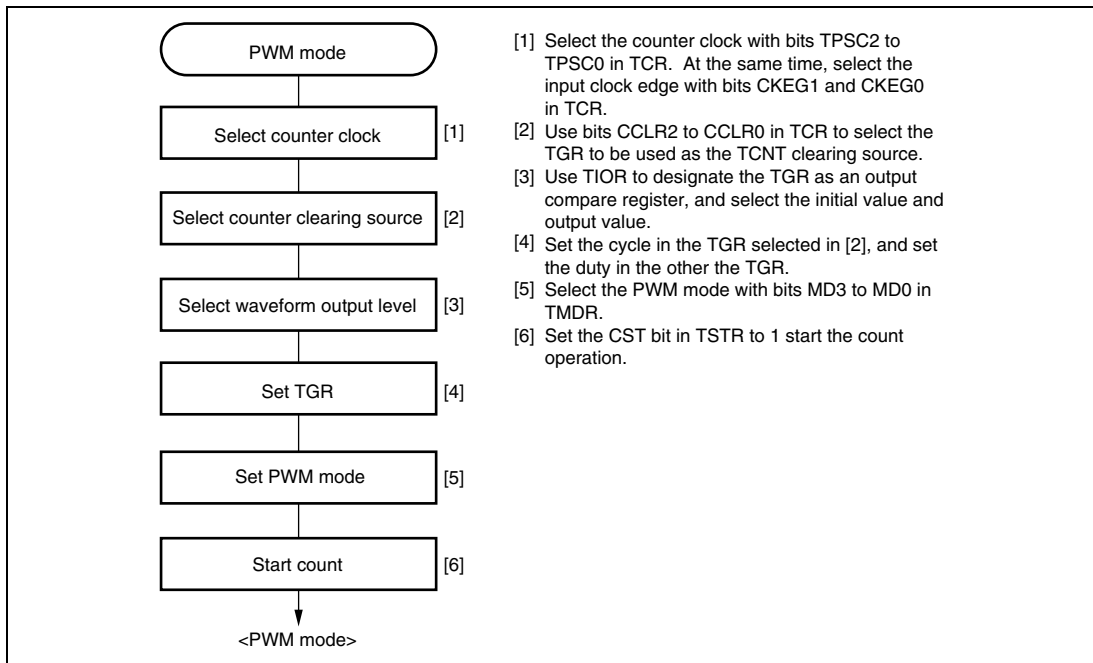 PWM mode
Select counter clock
[1]
Select counter clearing source
[2]
Select waveform output level
[3]
Set TGR
[4]
Set PWM mode
[5]
Start count
[6]
<PWM mode>
[1] Select the counter clock with bits TPSC2 to
TPSC0 in TCR. At the same time, select the
input clock edge with bits CKEG1 and CKEG0
in TCR.
[2] Use bits CCLR2 to CCLR0 in TCR to select the
TGR to be used as the TCNT clearing source.
[3] Use TIOR to designate the TGR as an output
compare register, and select the initial value and
output value.
[4] Set the cycle in the TGR selected in [2], and set
the duty in the other the TGR.
[5] Select the PWM mode with bits MD3 to MD0 in
TMDR.
[6] Set the CST bit in TSTR to 1 start the count
operation.